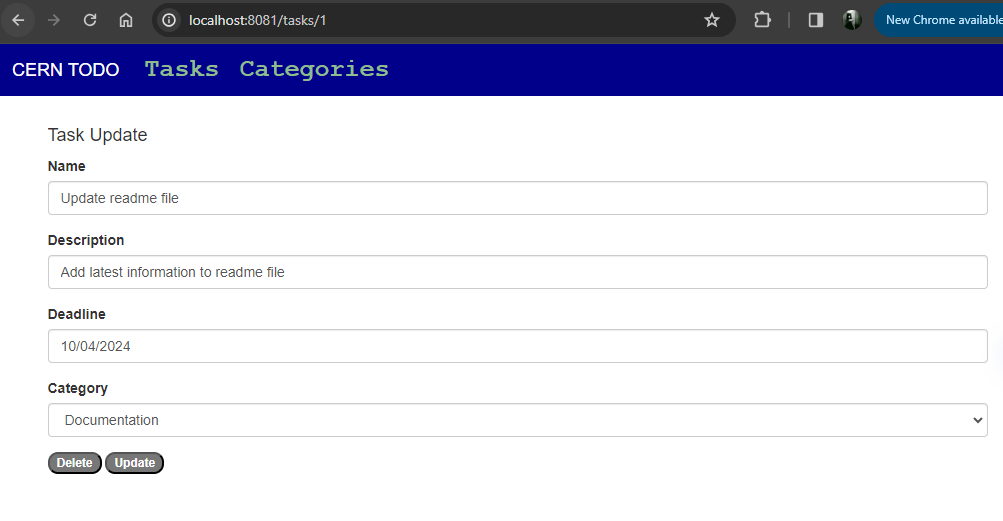 localhost:8081/tasks/1
New Chrome available
CERN TODO Tasks Categories
Task Update
Name
Update readme file
Description
Add latest information to readme file
Deadline
10/04/2024
Category
Documentation
Delete Update